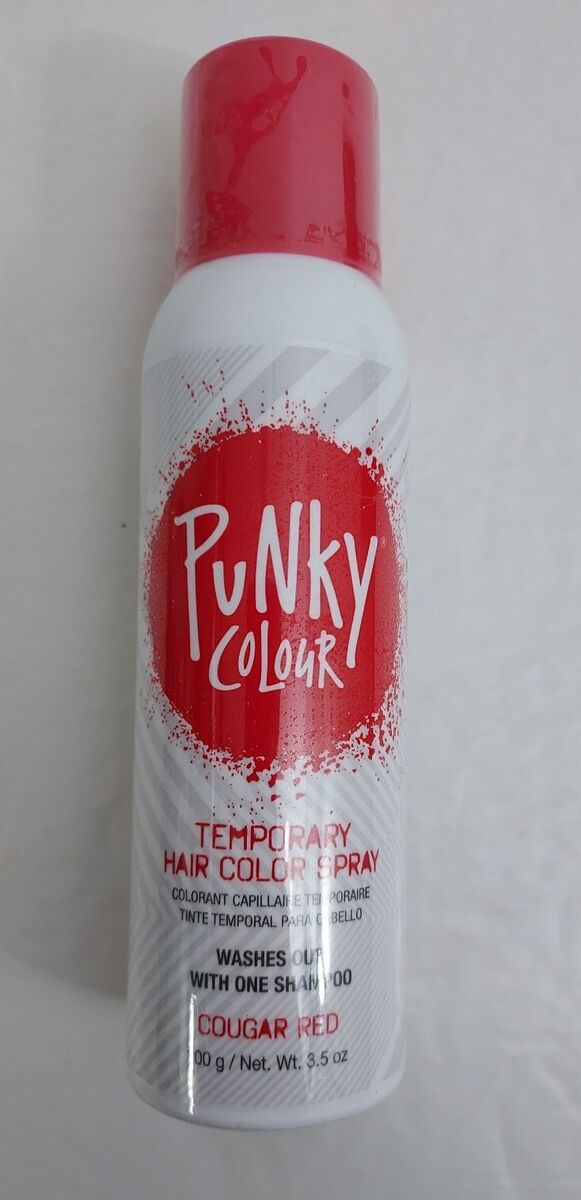 PUNKY
COLOUR
TEMPORARY
HAIR COLOR SPRAY
COLORANT CAPILLAIRE TEMPORAIRE
TINTE TEMPORAL PARA CABELLO
WASHES OUT
WITH ONE SHAMPOO
COUGAR RED
100 g / Net. Wt. 3.5 oz